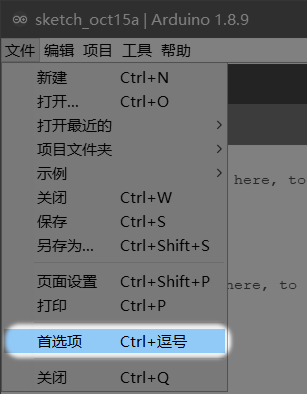 sketch_oct15a | Arduino 1.8.9
文件 编辑 项目 工具 帮助
新建 Ctrl+N
打开... Ctrl+O
打开最近的
项目文件夹
示例
here, to
关闭 Ctrl+W
保存 Ctrl+S
另存为... Ctrl+Shift+S
页面设置 Ctrl+Shift+P
here, to
打印 Ctrl+P
首选项 Ctrl+逗号
关闭 Ctrl+Q